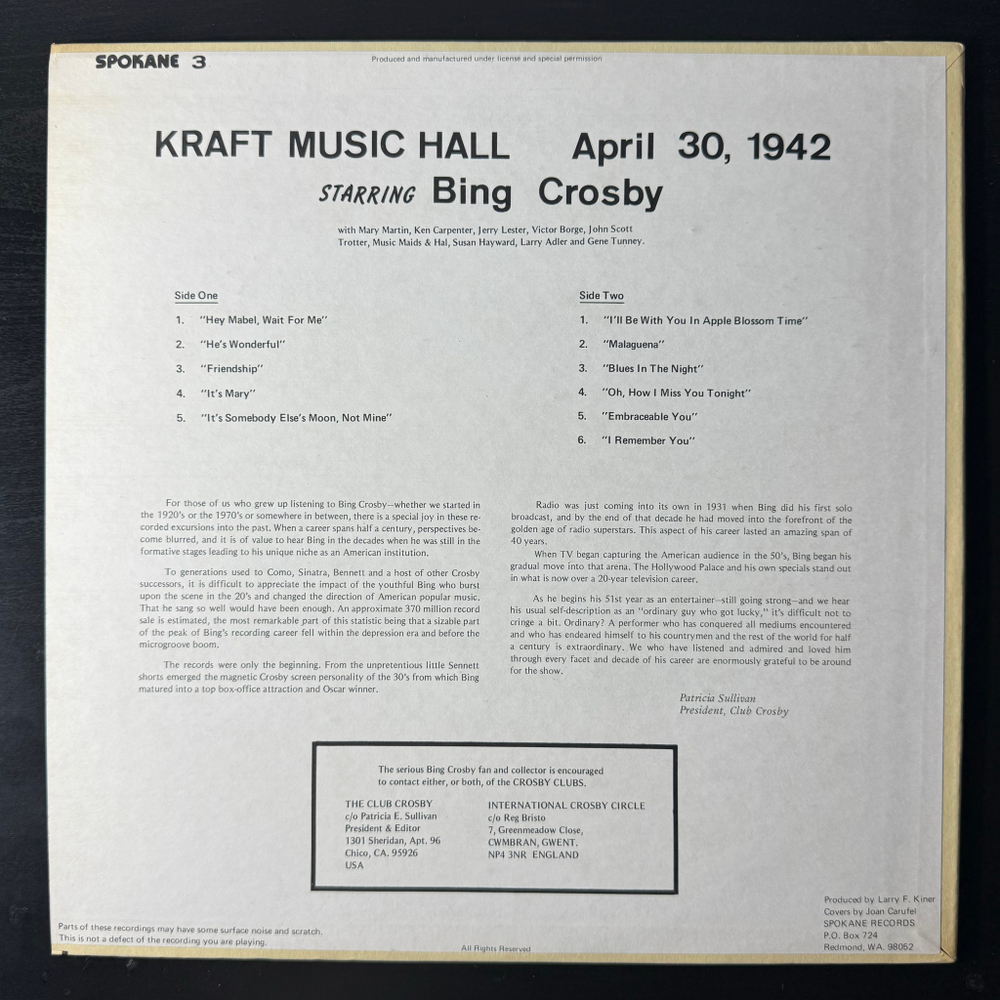 SPOKANE 3
Produced and manufactured under license and special permission
KRAFT MUSIC HALL April 30, 1942
STARRING Bing Crosby
with Mary Martin, Ken Carpenter, Jerry Lester, Victor Borge, John Scott
Trotter, Music Maids & Hal, Susan Hayward, Larry Adler and Gene Tunney.
Side One
1. "Hey Mabel, Wait For Me"
2. "He's Wonderful"
3. "Friendship"
4. "It's Mary"
5. "It's Somebody Else's Moon, Not Mine"
Side Two
1. "I'll Be With You In Apple Blossom Time"
2. "Malaguena"
3. "Blues In The Night"
4. "Oh, How I Miss You Tonight"
5. "Embraceable You"
6. "I Remember You"
For those of us who grew up listening to Bing Crosby—whether we started in
the 1920's or the 1970's or somewhere in between, there is a special joy in these re-
corded excursions into the past. When a career spans half a century, perspectives be-
come blurred, and it is of value to hear Bing in the decades when he was still in the
formative stages leading to his unique niche as an American institution.
To generations used to Como, Sinatra, Bennett and a host of other Crosby
successors, it is difficult to appreciate the impact of the youthful Bing who burst
upon the scene in the 20's and changed the direction of American popular music.
That he sang so well would have been enough. An approximate 370 million record
sale is estimated, the most remarkable part of this statistic being that a sizable part
of the peak of Bing's recording career fell within the depression era and before the
microgroove boom.
The records were only the beginning. From the unpretentious little Sennett
shorts emerged the magnetic Crosby screen personality of the 30's from which Bing
matured into a top box-office attraction and Oscar winner.
Radio was just coming into its own in 1931 when Bing did his first solo
broadcast, and by the end of that decade he had moved into the forefront of the
golden age of radio superstars. This aspect of his career lasted an amazing span of
40 years.
When TV began capturing the American audience in the 50's, Bing began his
gradual move into that arena. The Hollywood Palace and his own specials stand out
in what is now over a 20-year television career.
As he begins his 51st year as an entertainer—still going strong—and we hear
his usual self-description as an "ordinary guy who got lucky," it's difficult not to
cringe a bit. Ordinary? A performer who has conquered all mediums encountered
and who has endeared himself to his countrymen and the rest of the world for half
a century is extraordinary. We who have listened and admired and loved him
through every facet and decade of his career are enormously grateful to be around
for the show.
Patricia Sullivan
President, Club Crosby
The serious Bing Crosby fan and collector is encouraged
to contact either, or both, of the CROSBY CLUBS.
THE CLUB CROSBY
c/o Patricia E. Sullivan
President & Editor
1301 Sheridan, Apt. 96
Chico, CA. 95926
USA
INTERNATIONAL CROSBY CIRCLE
c/o Reg Bristo
7, Greenmeadow Close,
CWMBRAN, GWENT.
NP4 3NR ENGLAND
Parts of these recordings may have some surface noise and scratch.
This is not a defect of the recording you are playing.
All Rights Reserved
Produced by Larry F. Kiner
Covers by Joan Carufel
SPOKANE RECORDS
P.O. Box 724
Redmond, WA. 98052